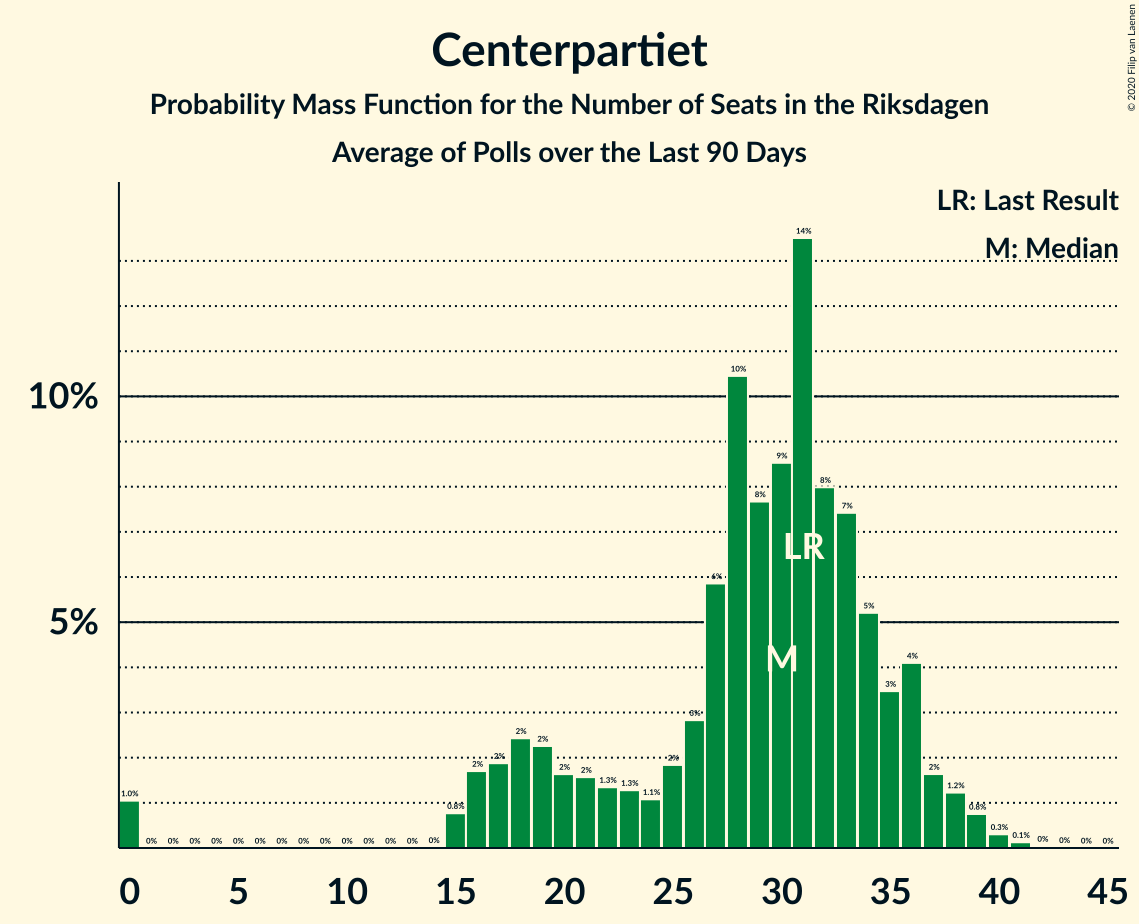 Centerpartiet
Probability Mass Function for the Number of Seats in the Riksdagen
Average of Polls over the Last 90 Days
© 2020 Filip van Laenen
LR: Last Result
M: Median
10%
5%
1.0% 0% 0% 0% 0% 0% 0% 0% 0% 0% 0% 0% 0% 0% 0% 0.8% 2% 2% 2% 2% 2% 2% 1.3% 1.3% 1.1% 2% 3% 6% 10% 8% 9% 14% 8% 7% 5% 3% 4% 2% 1.2% 0.8% 0.3% 0.1% 0% 0% 0% 0%
LR
M
0 5 10 15 20 25 30 35 40 45